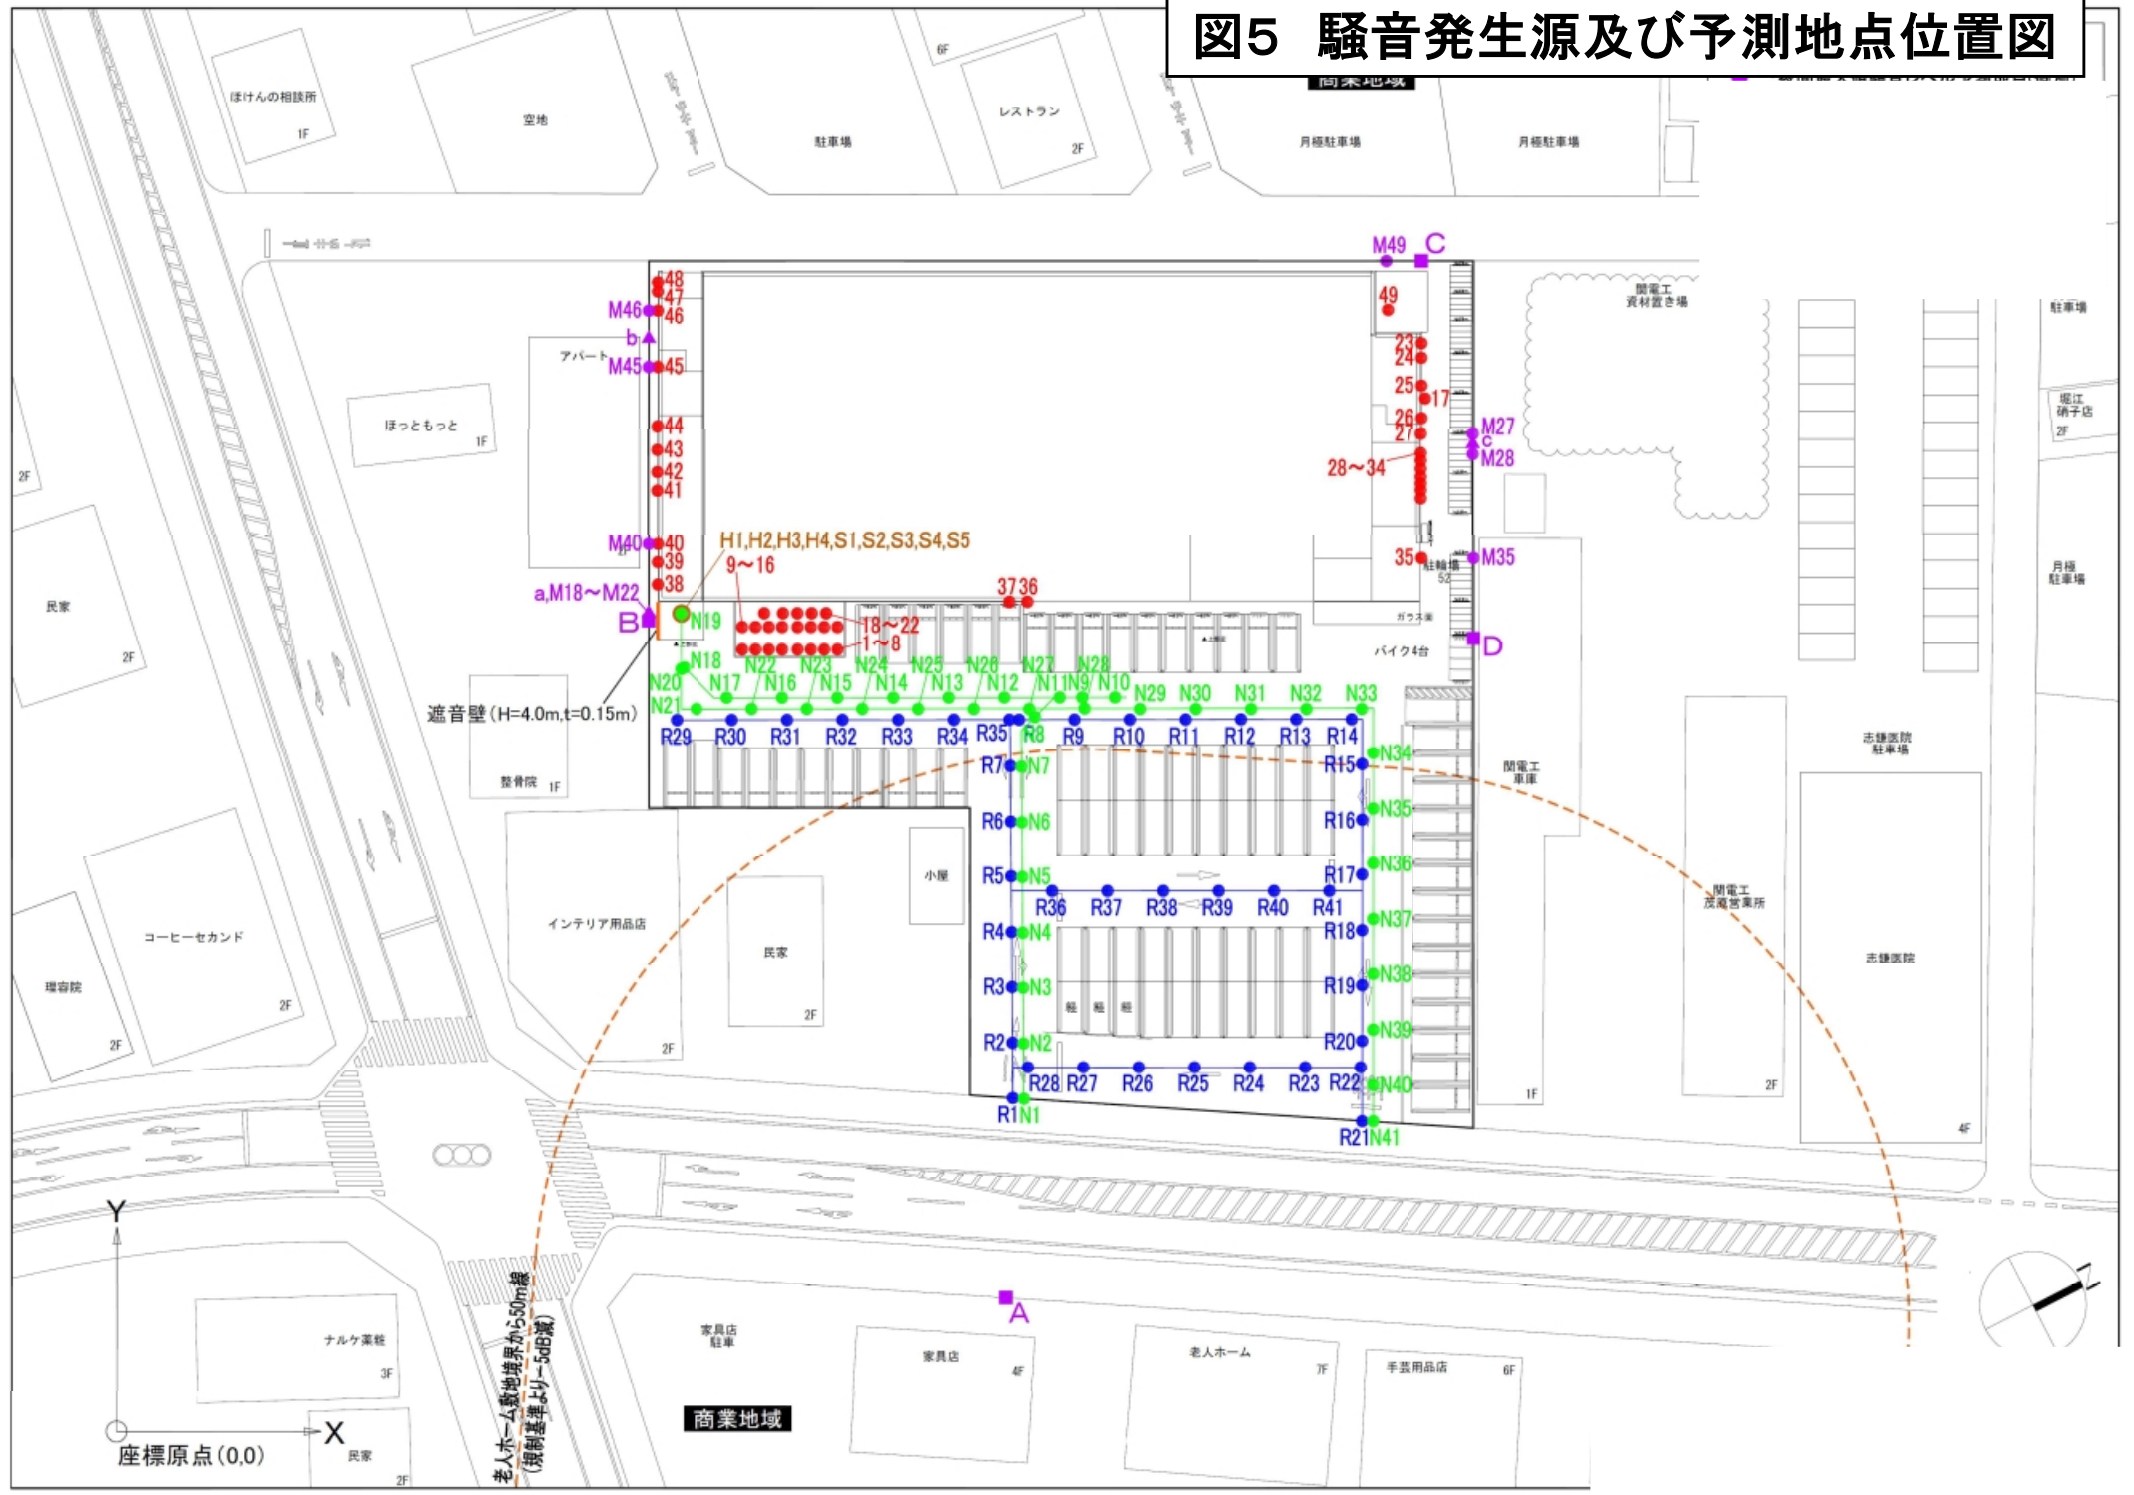 図5 騒音発生源及び予測地点位置図
商業地域
ほけんの相談所
1F
空地
駐車場
6F
レストラン
2F
月極駐車場
月極駐車場
M49
C
48
47
M46
46
b
アパート
M45
45
49
23
24
25
17
26
27
28~34
M27
c
M28
関電工
資材置き場
駐車場
堀江
硝子店
2F
ほっともっと
1F
44
43
42
41
M40
40
39
38
H1,H2,H3,H4,S1,S2,S3,S4,S5
9~16
37
36
35
駐輪場
52
M35
月極
駐車場
2F
民家
2F
a,M18~M22
B
N19
18~22
1~8
ガラス面
バイク4台
D
N18
N20
N21
N17
N22
N16
N23
N15
N24
N14
N25
N13
N26
N12
N27
N11
N9
N28
N10
N29
N30
N31
N32
N33
遮音壁(H=4.0m,t=0.15m)
R29
R30
R31
R32
R33
R34
R35
R8
R9
R10
R11
R12
R13
R14
整骨院
1F
R7
N7
R15
N34
関電工
車庫
志鎌医院
駐車場
R6
N6
R16
N35
小屋
R5
N5
R17
N36
R36
R37
R38
R39
R40
R41
関電工
茂原営業所
インテリア用品店
民家
R4
N4
R18
N37
コーヒーセカンド
志鎌医院
理容院
2F
R3
N3
軽
軽
軽
R19
N38
2F
2F
2F
R2
N2
R20
N39
R28
R27
R26
R25
R24
R23
R22
N40
1F
2F
4F
R1
N1
R21
N41
Y
X
座標原点(0,0)
ナルケ薬粧
3F
民家
2F
老人ホーム敷地境界から50m線
(規制基準より-5dB減)
A
家具店
駐車
家具店
4F
老人ホーム
7F
手芸用品店
6F
商業地域